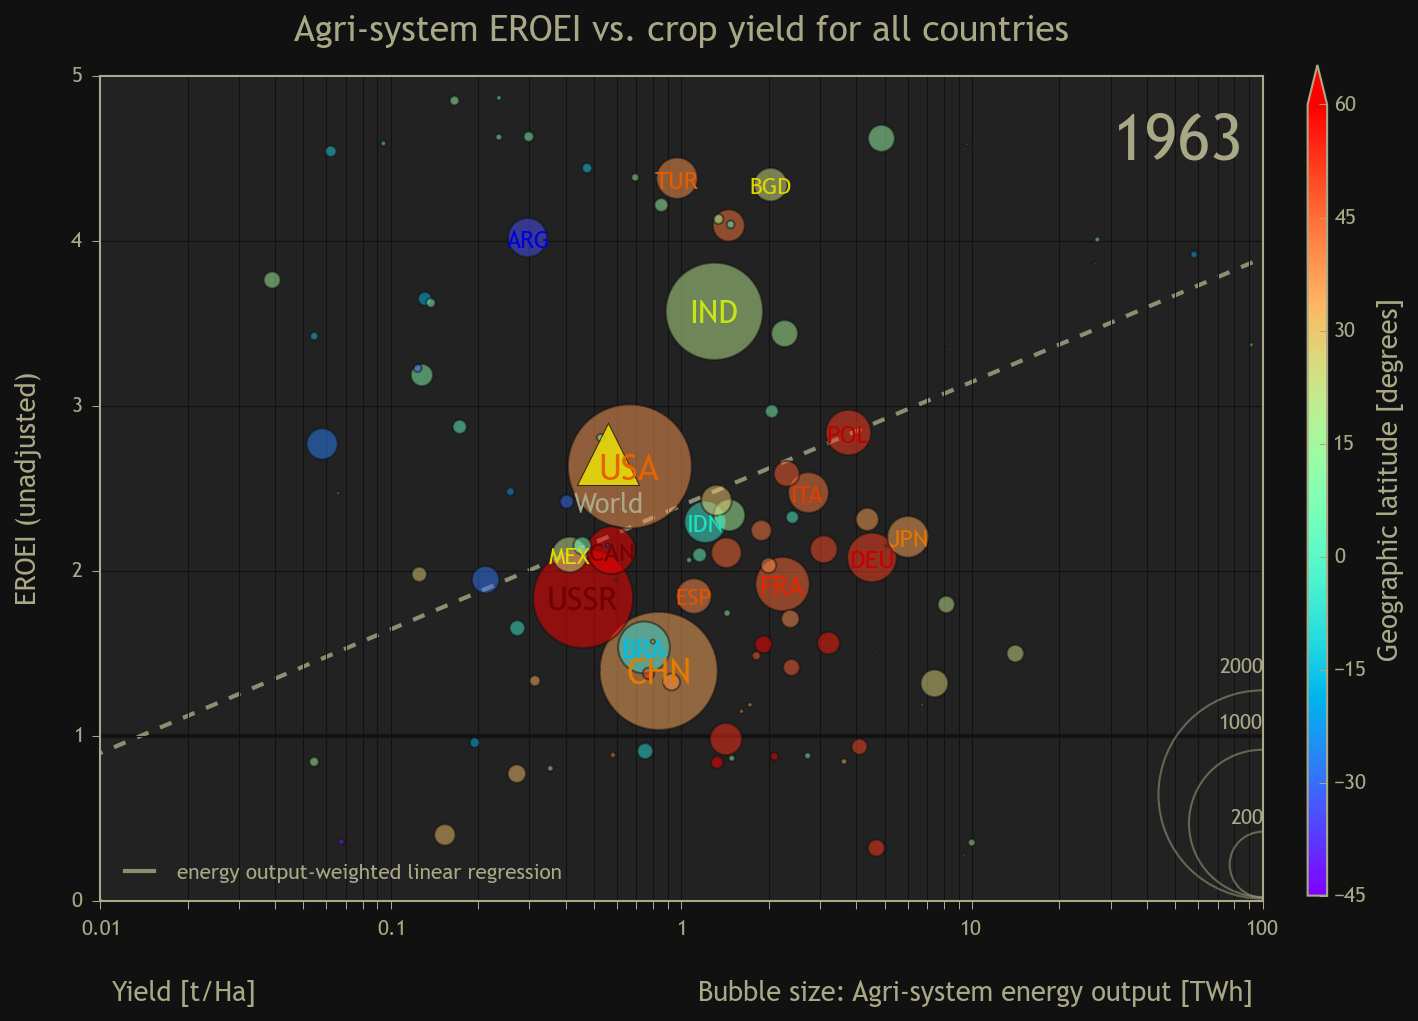 Agri-system EROEI vs. crop yield for all countries
1963
5
4
3
2
1
0
EROEI (unadjusted)
TUR
BGD
ARG
IND
USA
World
POL
ITA
IDN
JPN
MEX
CAN
DEU
USSR
ESP
FRA
BRA
CHN
2000
1000
200
energy output-weighted linear regression
0.01
0.1
1
10
100
Yield [t/Ha]
Bubble size: Agri-system energy output [TWh]
60
45
30
15
0
−15
−30
−45
Geographic latitude [degrees]